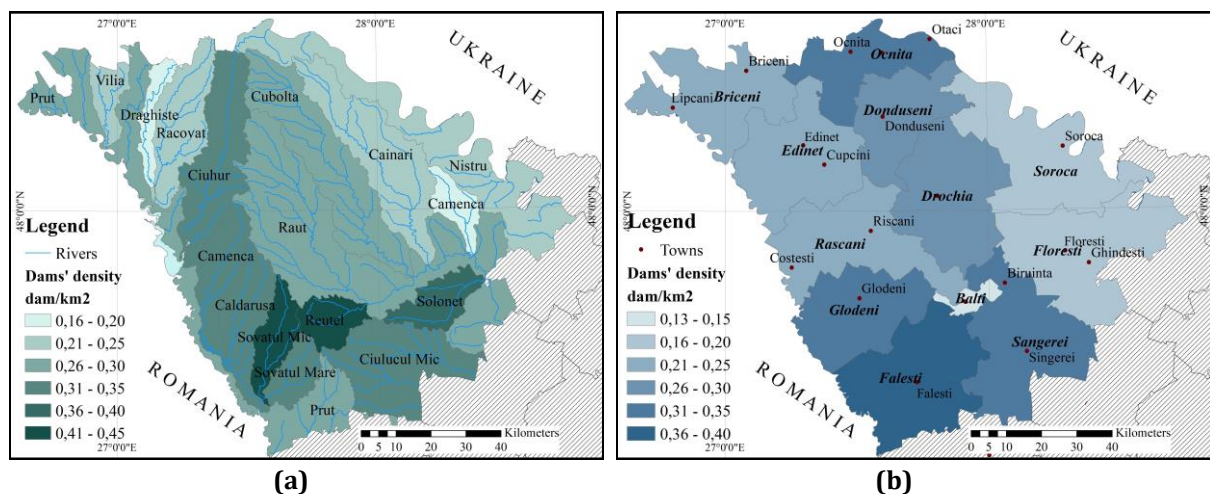 27°0'0"E
28°0'0"E
UKRAINE
Vilia
Prut
Draghiste
Racovat
Cubolta
Cainari
Nistru
Ciuhur
Camenca
48°0'0"N
Raut
Camenca
Caldarusa
Solonet
Reutel
Sovatul Mic
Ciulucul Mic
Sovatul Mare
Prut
ROMANIA
Legend
Rivers
Dams' density
dam/km2
0,16 - 0,20
0,21 - 0,25
0,26 - 0,30
0,31 - 0,35
0,36 - 0,40
0,41 - 0,45
Kilometers
0 5 10 20 30 40
27°0'0"E
28°0'0"E
(a)
27°0'0"E
28°0'0"E
UKRAINE
Otaci
Ocnita
Ocnita
Briceni
Briceni
Lipcani
Donduseni
Donduseni
Edinet
Edinet
Cupcini
Soroca
Soroca
Drochia
48°0'0"N
Riscani
Rascani
Floresti
Floresti
Ghindesti
Costesti
Biruinta
Glodeni
Glodeni
Balti
Sangerei
Singerei
Falesti
Falesti
ROMANIA
Legend
Towns
Dams' density
dam/km2
0,13 - 0,15
0,16 - 0,20
0,21 - 0,25
0,26 - 0,30
0,31 - 0,35
0,36 - 0,40
Kilometers
0 5 10 20 30 40
27°0'0"E
28°0'0"E
(b)